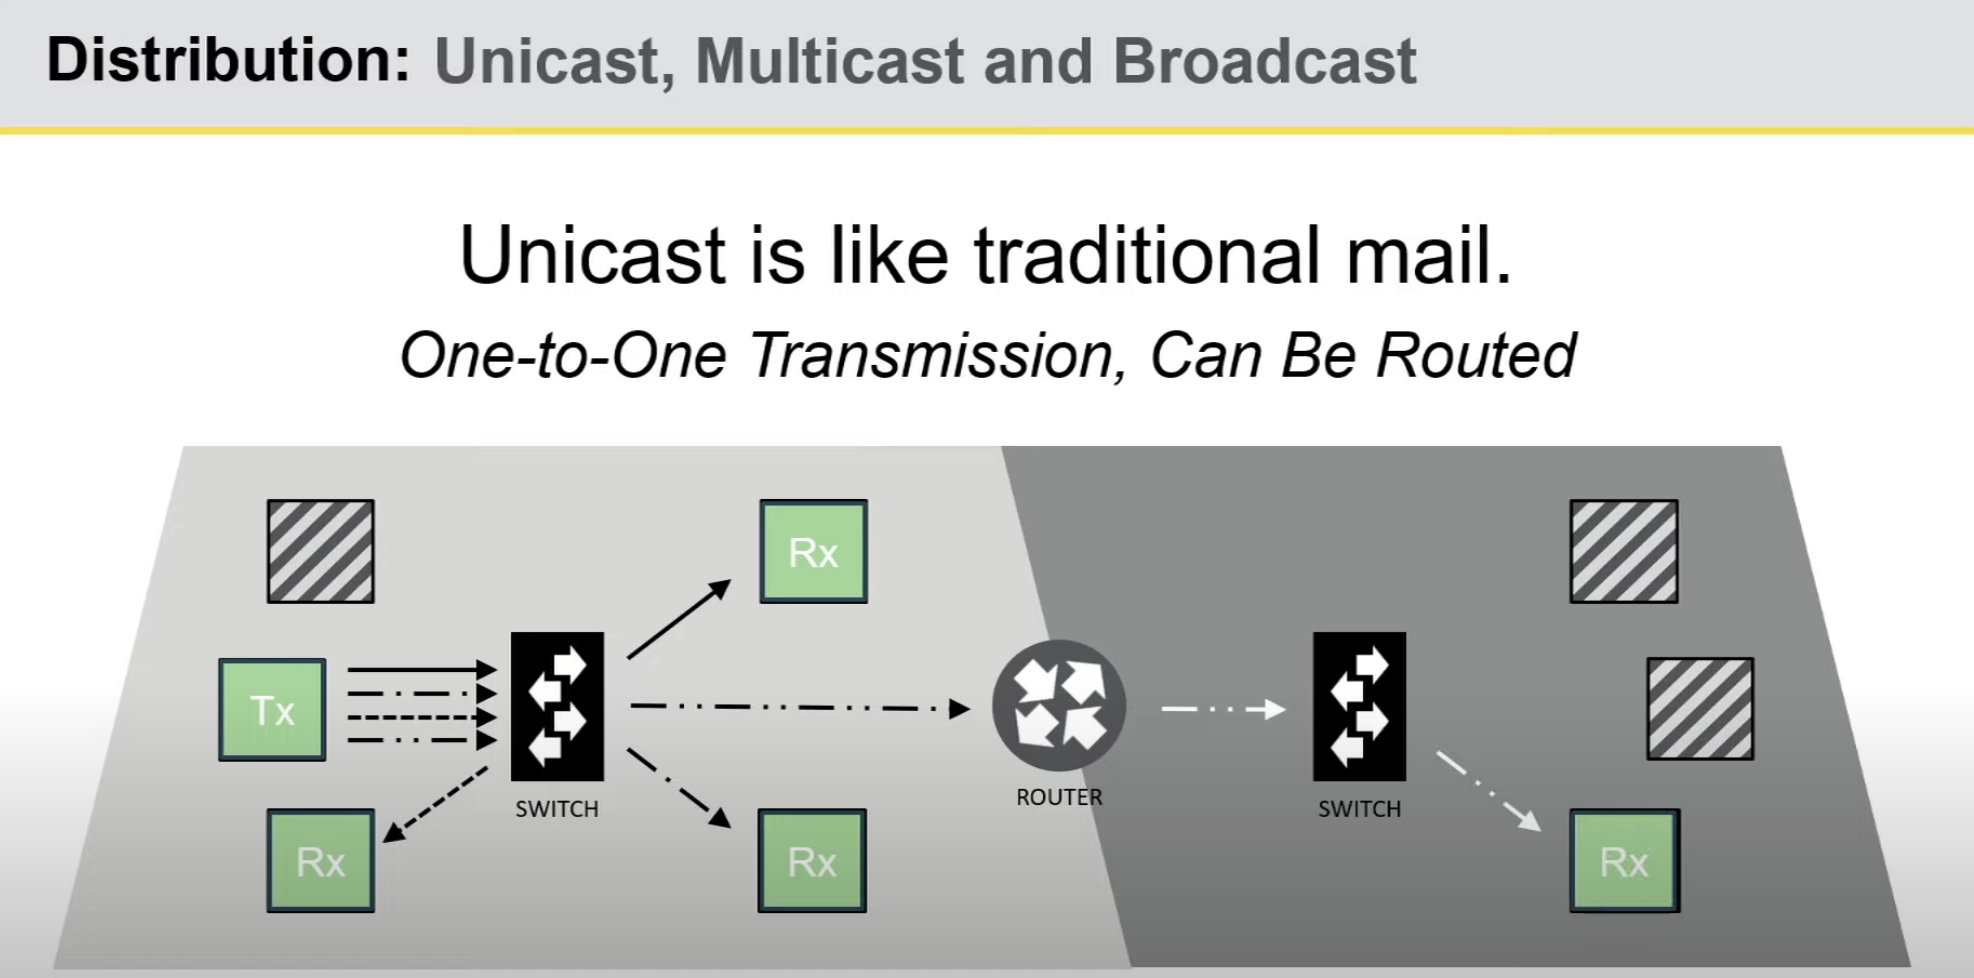 Distribution: Unicast, Multicast and Broadcast
Unicast is like traditional mail.
One-to-One Transmission, Can Be Routed
Rx
Tx
SWITCH
ROUTER
SWITCH
Rx
Rx
Rx